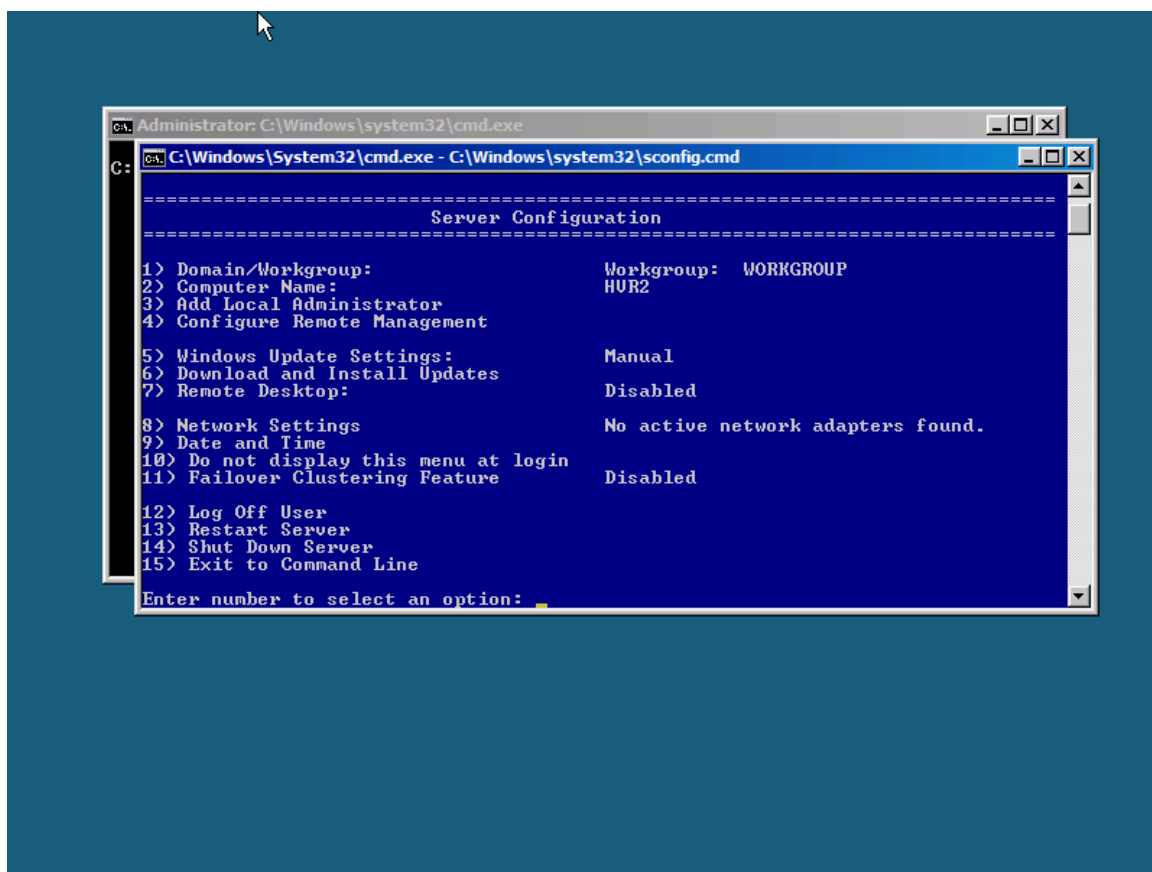 Administrator: C:\Windows\system32\cmd.exe
C:
C:\Windows\System32\cmd.exe - C:\Windows\system32\sconfig.cmd
===============================================================================
Server Configuration
===============================================================================
1) Domain/Workgroup: Workgroup: WORKGROUP
2) Computer Name: HVR2
3) Add Local Administrator
4) Configure Remote Management
5) Windows Update Settings: Manual
6) Download and Install Updates
7) Remote Desktop: Disabled
8) Network Settings No active network adapters found.
9) Date and Time
10) Do not display this menu at login
11) Failover Clustering Feature Disabled
12) Log Off User
13) Restart Server
14) Shut Down Server
15) Exit to Command Line
Enter number to select an option: _